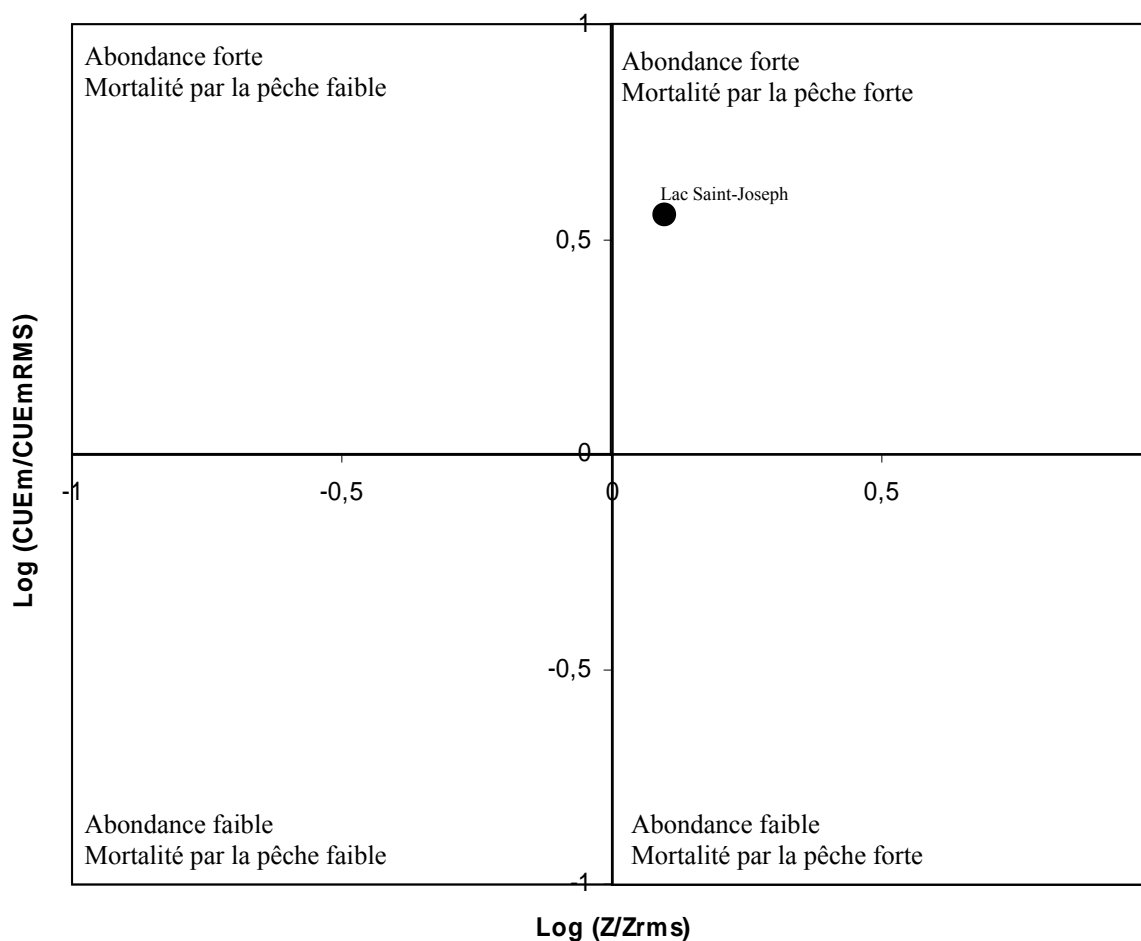 1
Abondance forte
Mortalité par la pêche faible
Abondance forte
Mortalité par la pêche forte
Lac Saint-Joseph
0,5
Log (CUEm/CUEmRMS)
0
-1
-0,5
0
0,5
-0,5
Abondance faible
Mortalité par la pêche faible
Abondance faible
Mortalité par la pêche forte
-1
Log (Z/Zrms)